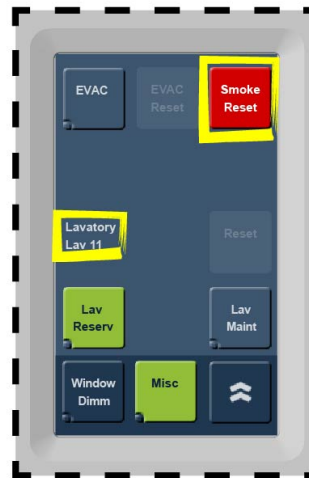 EVAC
EVAC
Reset
Smoke
Reset
Lavatory
Lav 11
Reset
Lav
Reserv
Lav
Maint
Window
Dimm
Misc